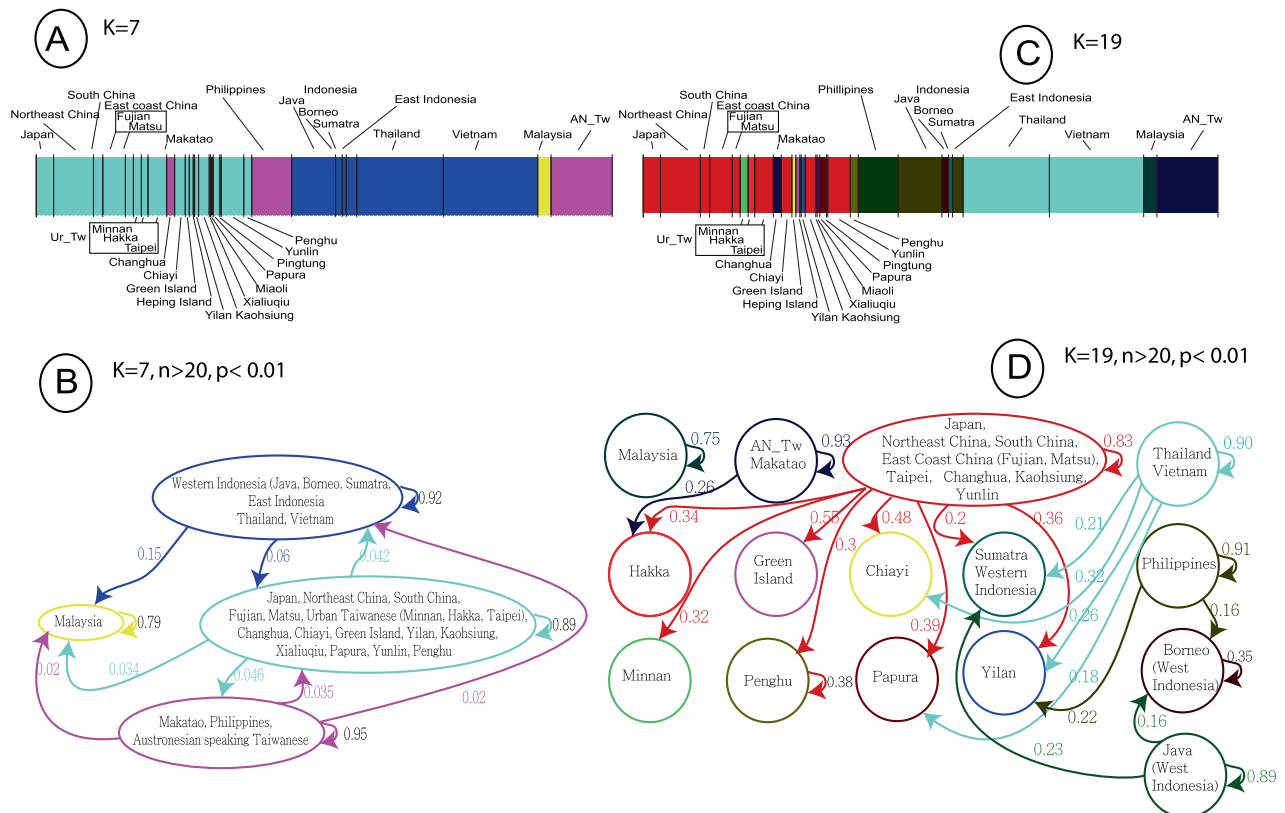 A
K=7
South China
Northeast China
Japan
East coast China
Fujian
Matsu
Makatao
Philippines
Indonesia
Java
Borneo
Sumatra
East Indonesia
Thailand
Vietnam
Malaysia
AN_Tw
Ur_Tw
Minnan
Hakka
Taipei
Changhua
Chiayi
Green Island
Heping Island
Yilan Kaohsiung
Xialiuqiu
Miaoli
Papura
Pingtung
Yunlin
Penghu
C
K=19
South China
Northeast China
Japan
East coast China
Fujian
Matsu
Makatao
Phillipines
Indonesia
Java
Borneo
Sumatra
East Indonesia
Thailand
Vietnam
Malaysia
AN_Tw
Ur_Tw
Minnan
Hakka
Taipei
Changhua
Chiayi
Green Island
Heping Island
Yilan Kaohsiung
Xialiuqiu
Miaoli
Papura
Pingtung
Yunlin
Penghu
B
K=7, n>20, p< 0.01
Western Indonesia (Java, Borneo, Sumatra,
East Indonesia
Thailand, Vietnam
0.92
0.15
0.06
0.042
Malaysia
0.79
Japan, Northeast China, South China,
Fujian, Matsu, Urban Taiwanese (Minnan, Hakka, Taipei),
Changhua, Chiayi, Green Island, Yilan, Kaohsiung,
Xialiuqiu, Papura, Yunlin, Penghu
0.89
0.02
0.034
0.046
0.035
0.02
Makatao, Philippines,
Austronesian speaking Taiwanese
0.95
D
K=19, n>20, p< 0.01
Malaysia
0.75
AN_Tw
Makatao
0.93
Japan,
Northeast China, South China,
East Coast China (Fujian, Matsu),
Taipei, Changhua, Kaohsiung,
Yunlin
0.83
Thailand
Vietnam
0.90
0.26
0.34
0.55
0.48
0.2
0.36
0.21
0.3
Hakka
Green
Island
Chiayi
Sumatra
Western
Indonesia
0.32
Philippines
0.91
0.16
0.32
0.39
0.26
Minnan
Penghu
0.38
Papura
Yilan
0.18
Borneo
(West
Indonesia)
0.35
0.22
0.16
0.23
Java
(West
Indonesia)
0.89